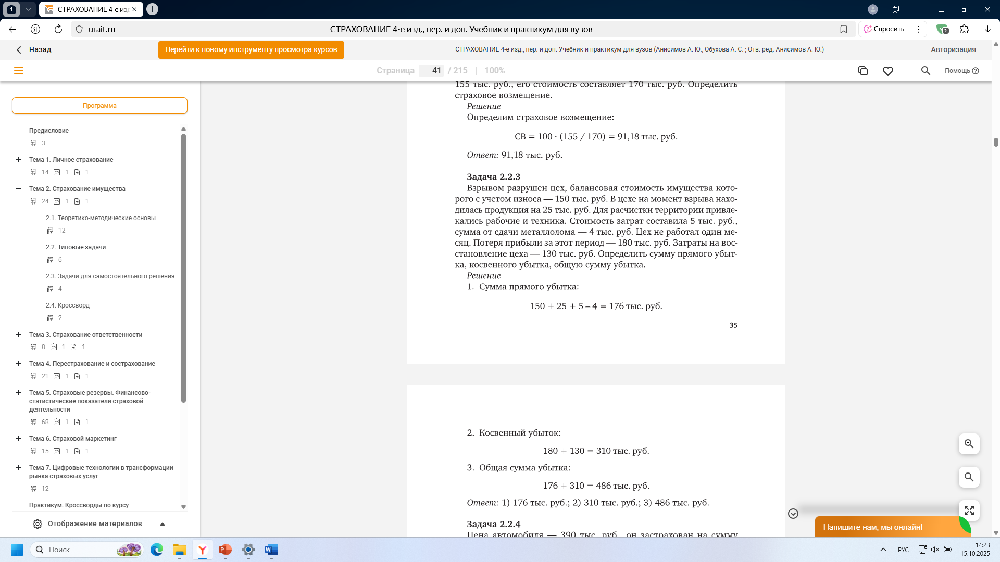 1
СТРАХОВАНИЕ 4-е из
urait.ru
СТРАХОВАНИЕ 4-е изд., пер. и доп. Учебник и практикум для вузов
Спросить
2
Назад
Перейти к новому инструменту просмотра курсов
СТРАХОВАНИЕ 4-е изд., пер. и доп. Учебник и практикум для вузов (Анисимов А. Ю., Обухова А. С. ; Отв. ред. Анисимов А. Ю.)
Авторизация
Страница 41 / 215 100%
Помощь
Программа
Предисловие
3
Тема 1. Личное страхование
14 1 1
Тема 2. Страхование имущества
24 1 1
2.1. Теоретико-методические основы
12
2.2. Типовые задачи
6
2.3. Задачи для самостоятельного решения
4
2.4. Кроссворд
2
Тема 3. Страхование ответственности
8 1 1
Тема 4. Перестрахование и сострахование
21 1 1
Тема 5. Страховые резервы. Финансово-
статистические показатели страховой
деятельности
68 1 1
Тема 6. Страховой маркетинг
15 1 1
Тема 7. Цифровые технологии в трансформации
рынка страховых услуг
12
Практикум. Кроссворды по курсу
Отображение материалов
155 тыс. руб., его стоимость составляет 170 тыс. руб. Определить
страховое возмещение.
Решение
Определим страховое возмещение:
СВ = 100 · (155 / 170) = 91,18 тыс. руб.
Ответ: 91,18 тыс. руб.
Задача 2.2.3
Взрывом разрушен цех, балансовая стоимость имущества кото-
рого с учетом износа — 150 тыс. руб. В цехе на момент взрыва нахо-
дилась продукция на 25 тыс. руб. Для расчистки территории привле-
кались рабочие и техника. Стоимость затрат составила 5 тыс. руб.,
сумма от сдачи металлолома — 4 тыс. руб. Цех не работал один ме-
сяц. Потеря прибыли за этот период — 180 тыс. руб. Затраты на вос-
становление цеха — 130 тыс. руб. Определить сумму прямого убыт-
ка, косвенного убытка, общую сумму убытка.
Решение
1. Сумма прямого убытка:
150 + 25 + 5 – 4 = 176 тыс. руб.
35
2. Косвенный убыток:
180 + 130 = 310 тыс. руб.
3. Общая сумма убытка:
176 + 310 = 486 тыс. руб.
Ответ: 1) 176 тыс. руб.; 2) 310 тыс. руб.; 3) 486 тыс. руб.
Задача 2.2.4
Цена автомобиля — 390 тыс. руб., он застрахован на сумму
Напишите нам, мы онлайн!
Поиск
РУС
14:23
15.10.2025